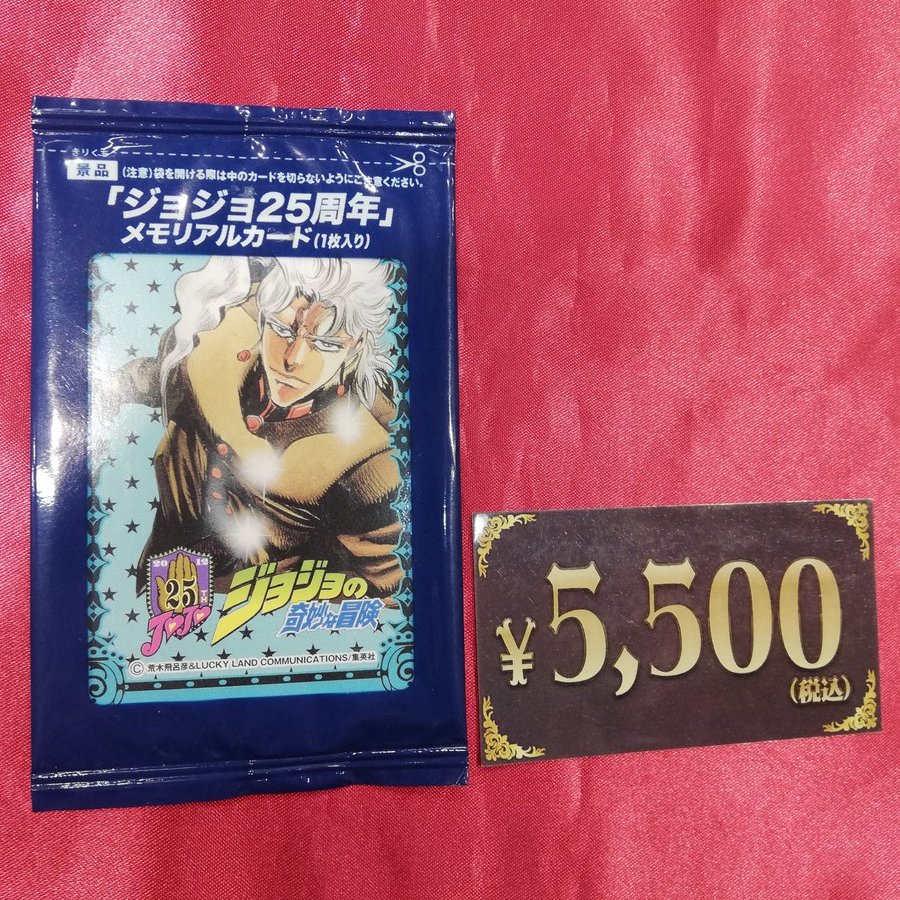 きりくち
景品 (注意)袋を開ける際は中のカードを切らないようにご注意ください。
「ジョジョ25周年」
メモリアルカード(1枚入り)
2012
25
TH
JOJO
ジョジョの
奇妙な冒険
©荒木飛呂彦&LUCKY LAND COMMUNICATIONS/集英社
¥5,500
(税込)